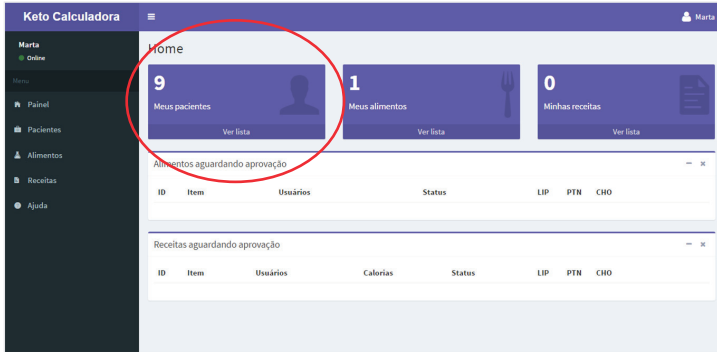 Keto Calculadora
Marta
Marta
Online
Menu
Painel
Pacientes
Alimentos
Receitas
Ajuda
Home
9
Meus pacientes
Ver lista
1
Meus alimentos
Ver lista
0
Minhas receitas
Ver lista
Alimentos aguardando aprovação
ID Item Usuários Status LIP PTN CHO
Receitas aguardando aprovação
ID Item Usuários Calorias Status LIP PTN CHO